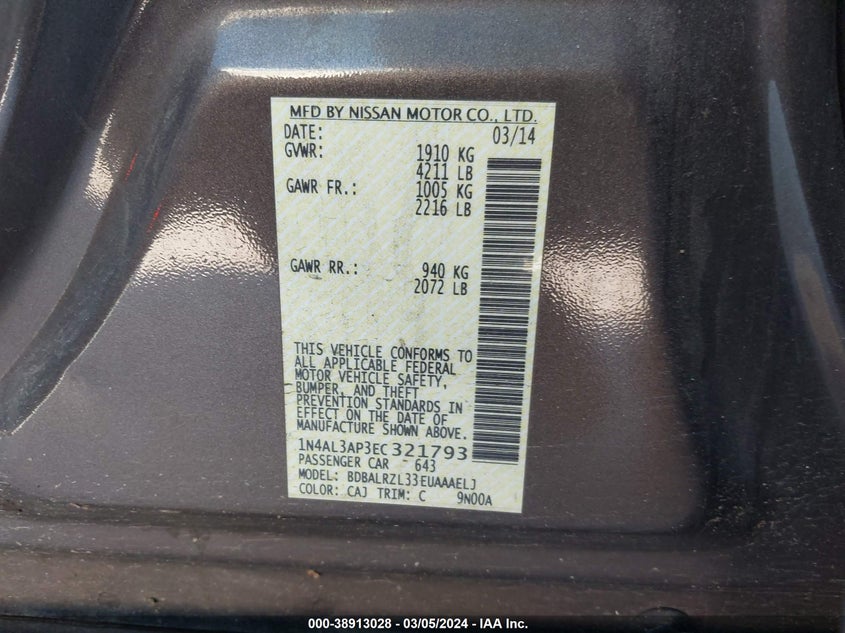 MFD BY NISSAN MOTOR CO., LTD.
DATE: 03/14
GVWR: 1910 KG
4211 LB
GAWR FR.: 1005 KG
2216 LB
GAWR RR.: 940 KG
2072 LB
THIS VEHICLE CONFORMS TO
ALL APPLICABLE FEDERAL
MOTOR VEHICLE SAFETY,
BUMPER, AND THEFT
PREVENTION STANDARDS IN
EFFECT ON THE DATE OF
MANUFACTURE SHOWN ABOVE.
1N4AL3AP3EC321793
PASSENGER CAR 643
MODEL: BDBALRZL33EUAAAELJ
COLOR: CAJ TRIM: C 9N00A
000-38913028 - 03/05/2024 - IAA Inc.